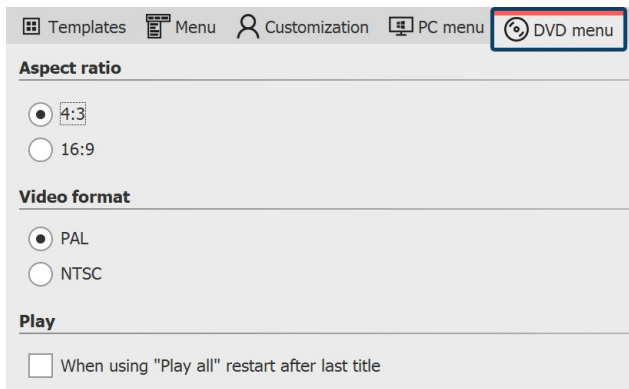 Templates Menu Customization PC menu DVD menu
Aspect ratio
4:3
16:9
Video format
PAL
NTSC
Play
When using "Play all" restart after last title